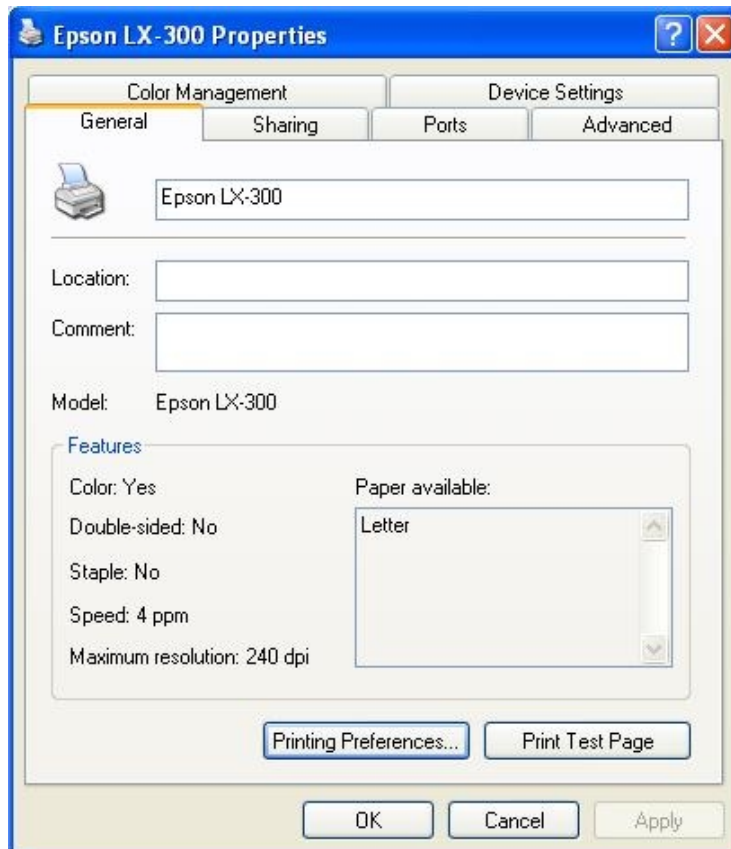 Epson LX-300 Properties
?
Color Management Device Settings
General Sharing Ports Advanced
Epson LX-300
Location:
Comment:
Model: Epson LX-300
Features
Color: Yes Paper available:
Double-sided: No Letter
Staple: No
Speed: 4 ppm
Maximum resolution: 240 dpi
Printing Preferences... Print Test Page
OK Cancel Apply